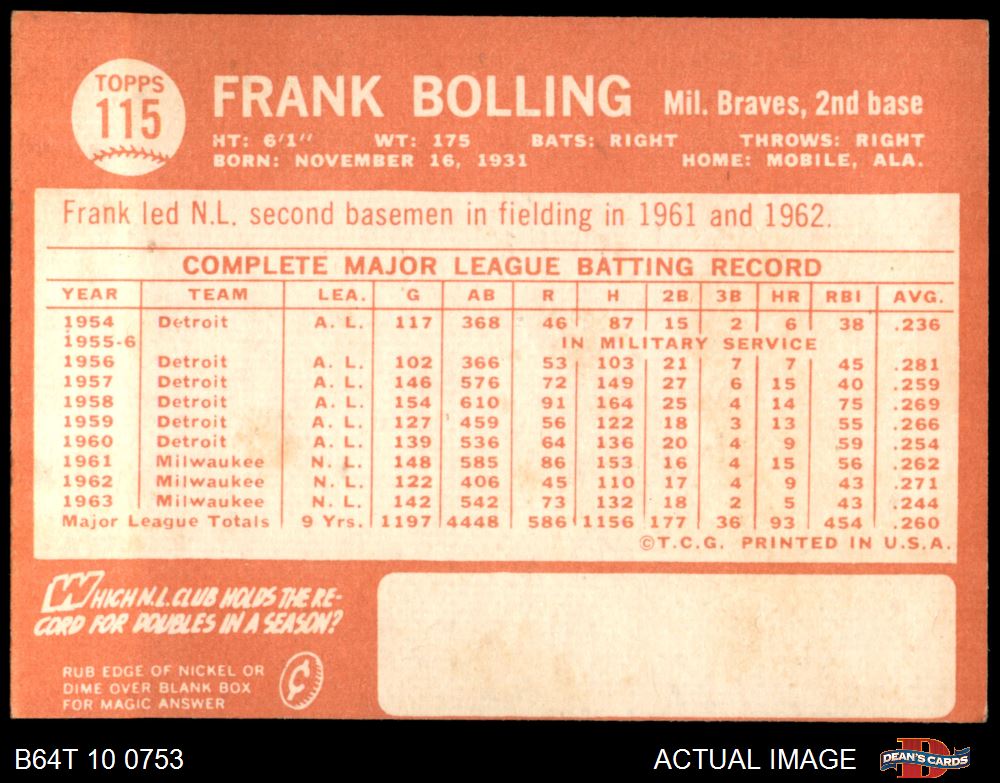 TOPPS
115
FRANK BOLLING Mil. Braves, 2nd base
HT: 6'1" WT: 175 BATS: RIGHT THROWS: RIGHT
BORN: NOVEMBER 16, 1931 HOME: MOBILE, ALA.
Frank led N.L. second basemen in fielding in 1961 and 1962.
COMPLETE MAJOR LEAGUE BATTING RECORD
YEAR TEAM LEA. G AB R H 2B 3B HR RBI AVG.
1954 Detroit A. L. 117 368 46 87 15 2 6 38 .236
1955-6 IN MILITARY SERVICE
1956 Detroit A. L. 102 366 53 103 21 7 7 45 .281
1957 Detroit A. L. 146 576 72 149 27 6 15 40 .259
1958 Detroit A. L. 154 610 91 164 25 4 14 75 .269
1959 Detroit A. L. 127 459 56 122 18 3 13 55 .266
1960 Detroit A. L. 139 536 64 136 20 4 9 59 .254
1961 Milwaukee N. L. 148 585 86 153 16 4 15 56 .262
1962 Milwaukee N. L. 122 406 45 110 17 4 9 43 .271
1963 Milwaukee N. L. 142 542 73 132 18 2 5 43 .244
Major League Totals 9 Yrs. 1197 4448 586 1156 177 36 93 454 .260
©T.C.G. PRINTED IN U.S.A.
WHICH N.L. CLUB HOLDS THE RE-
CORD FOR DOUBLES IN A SEASON?
RUB EDGE OF NICKEL OR
DIME OVER BLANK BOX
FOR MAGIC ANSWER
¢
B64T 10 0753 ACTUAL IMAGE
DEAN'S CARDS